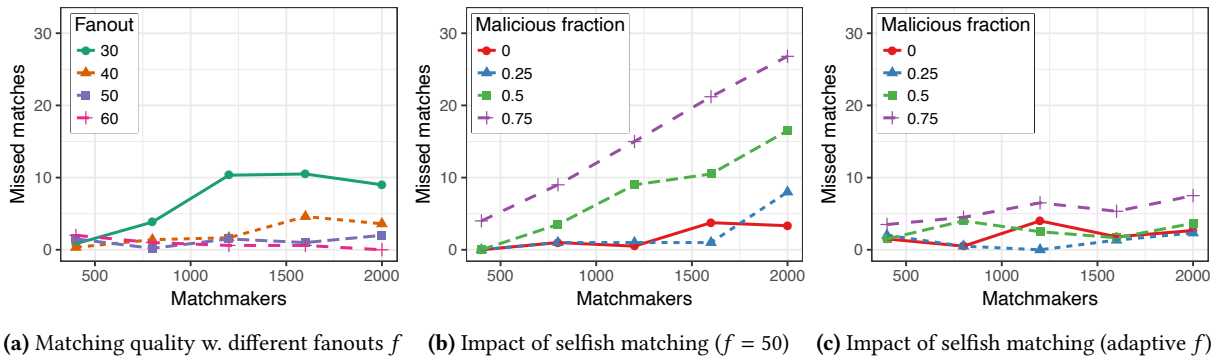 Missed matches
30
20
10
0
Fanout
30
40
50
60
500 1000 1500 2000
Matchmakers
(a) Matching quality w. different fanouts f
Missed matches
30
20
10
0
Malicious fraction
0
0.25
0.5
0.75
500 1000 1500 2000
Matchmakers
(b) Impact of selfish matching (f = 50)
Missed matches
30
20
10
0
Malicious fraction
0
0.25
0.5
0.75
500 1000 1500 2000
Matchmakers
(c) Impact of selfish matching (adaptive f)